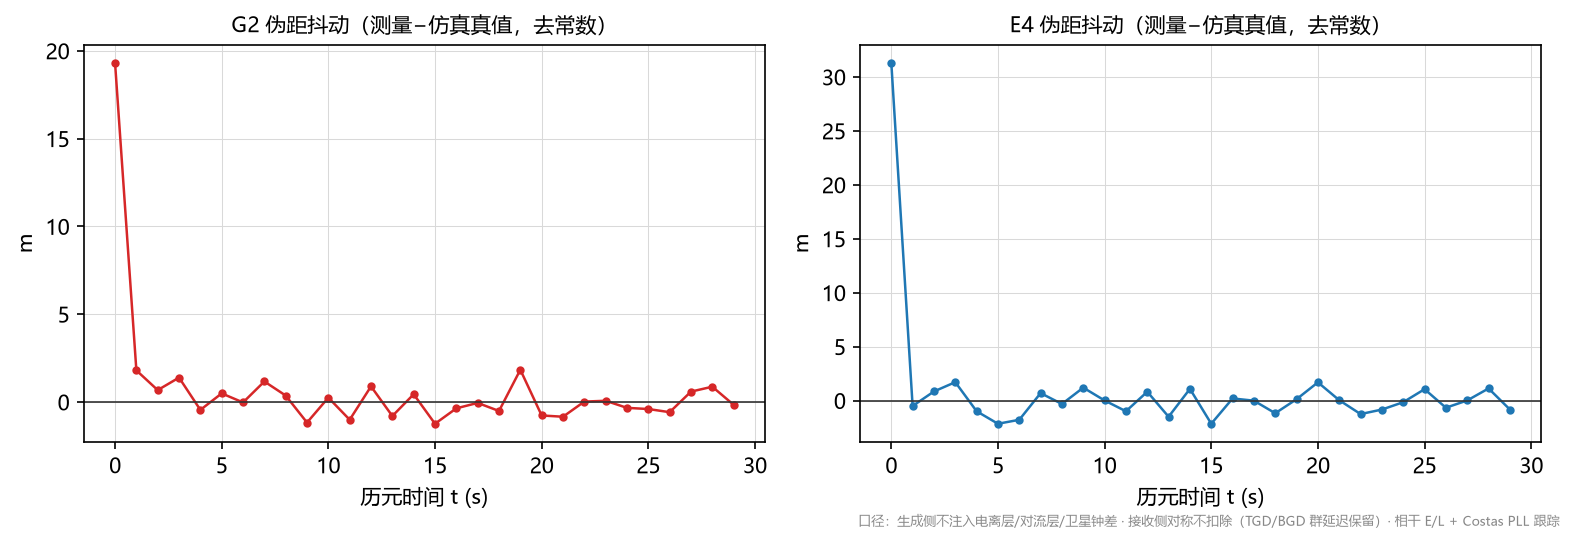 G2 伪距抖动（测量−仿真真值，去常数）
20
15
10
5
0
m
0 5 10 15 20 25 30
历元时间 t (s)
E4 伪距抖动（测量−仿真真值，去常数）
30
25
20
15
10
5
0
m
0 5 10 15 20 25 30
历元时间 t (s)
口径：生成侧不注入电离层/对流层/卫星钟差 · 接收侧对称不扣除（TGD/BGD 群延迟保留）· 相干 E/L + Costas PLL 跟踪